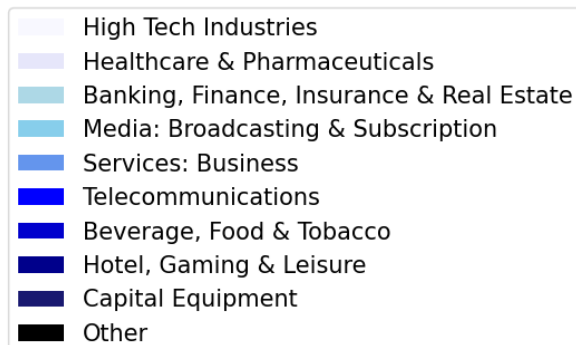 High Tech Industries
Healthcare & Pharmaceuticals
Banking, Finance, Insurance & Real Estate
Media: Broadcasting & Subscription
Services: Business
Telecommunications
Beverage, Food & Tobacco
Hotel, Gaming & Leisure
Capital Equipment
Other